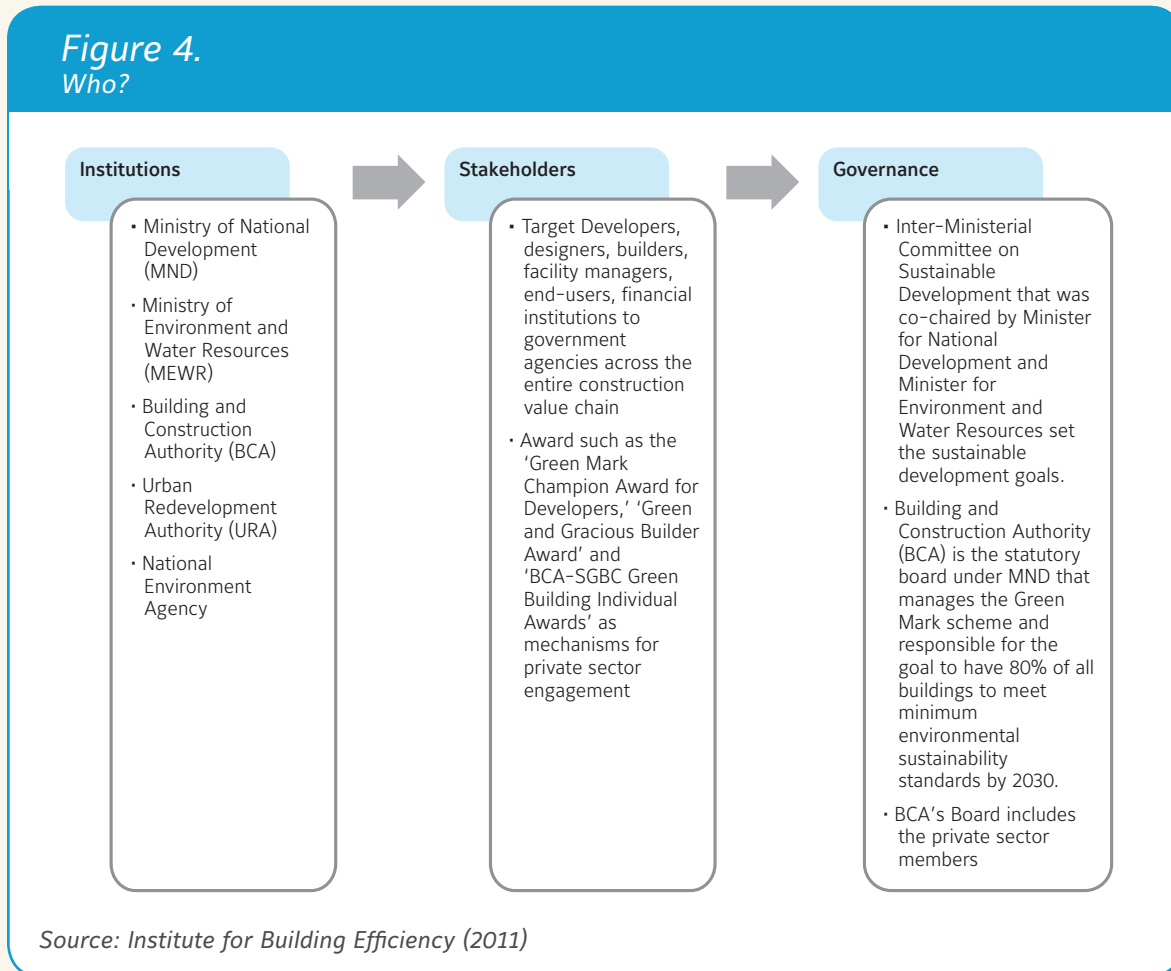 Figure 4.
Who?
Institutions
• Ministry of National
Development
(MND)
• Ministry of
Environment and
Water Resources
(MEWR)
• Building and
Construction
Authority (BCA)
• Urban
Redevelopment
Authority (URA)
• National
Environment
Agency
Stakeholders
• Target Developers,
designers, builders,
facility managers,
end-users, financial
institutions to
government
agencies across the
entire construction
value chain
• Award such as the
‘Green Mark
Champion Award for
Developers,’ ‘Green
and Gracious Builder
Award’ and
‘BCA-SGBC Green
Building Individual
Awards’ as
mechanisms for
private sector
engagement
Governance
• Inter-Ministerial
Committee on
Sustainable
Development that was
co-chaired by Minister
for National
Development and
Minister for
Environment and
Water Resources set
the sustainable
development goals.
• Building and
Construction Authority
(BCA) is the statutory
board under MND that
manages the Green
Mark scheme and
responsible for the
goal to have 80% of all
buildings to meet
minimum
environmental
sustainability
standards by 2030.
• BCA’s Board includes
the private sector
members
Source: Institute for Building Efficiency (2011)